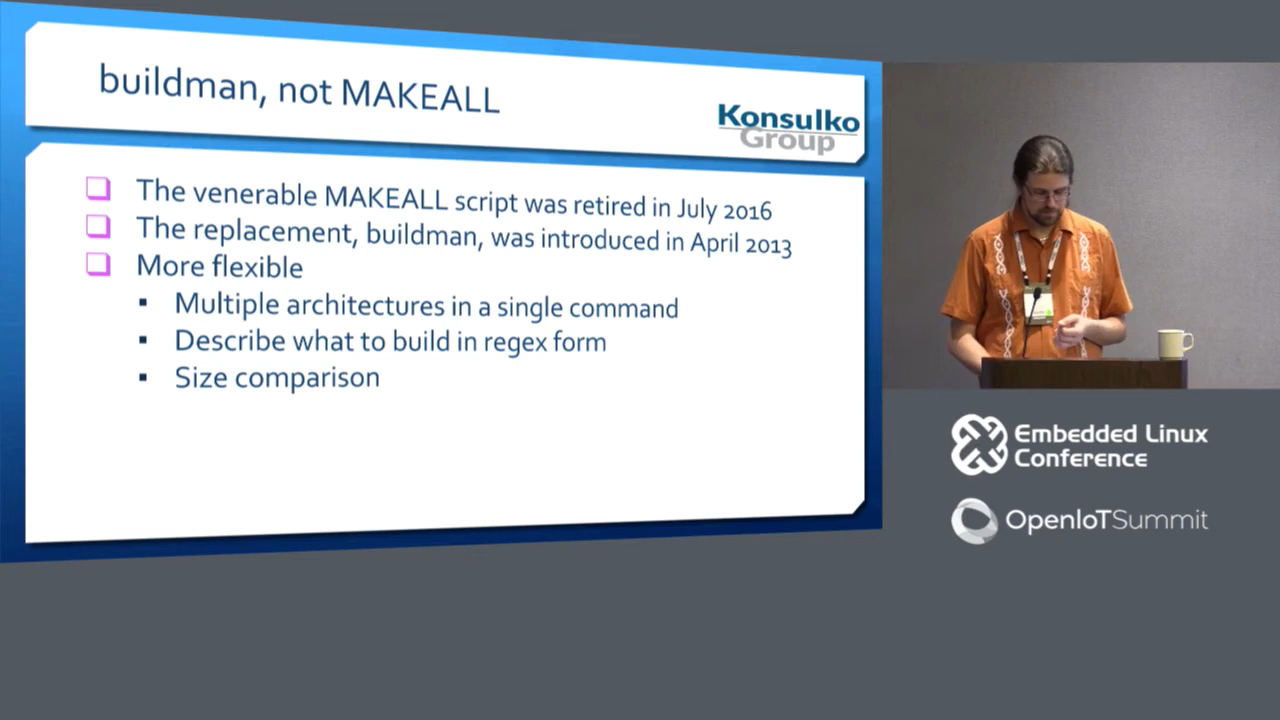 buildman, not MAKEALL
Konsulko
Group
The venerable MAKEALL script was retired in July 2016
The replacement, buildman, was introduced in April 2013
More flexible
Multiple architectures in a single command
Describe what to build in regex form
Size comparison
Embedded Linux
Conference
OpenIoTSummit